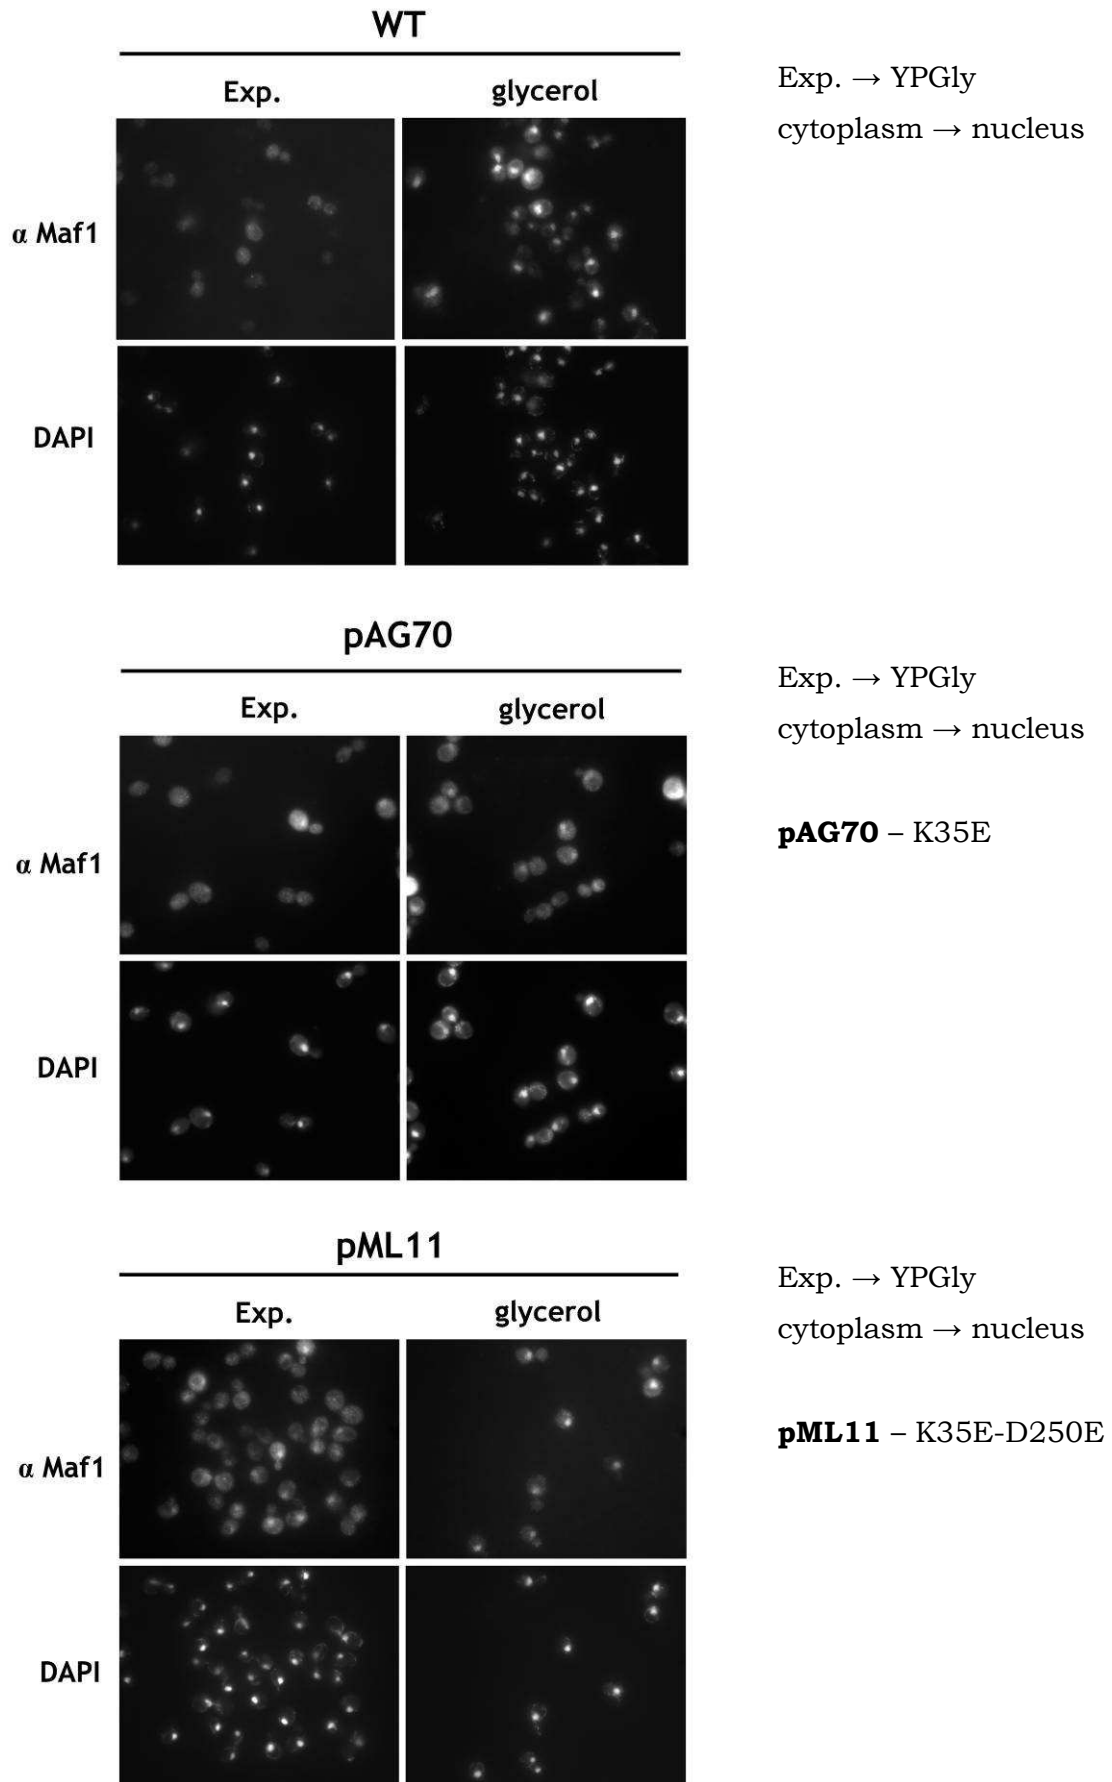 WT
Exp. glycerol
α Maf1
DAPI
Exp. → YPGly
cytoplasm → nucleus
pAG70
Exp. glycerol
α Maf1
DAPI
Exp. → YPGly
cytoplasm → nucleus
pAG70 – K35E
pML11
Exp. glycerol
α Maf1
DAPI
Exp. → YPGly
cytoplasm → nucleus
pML11 – K35E-D250E